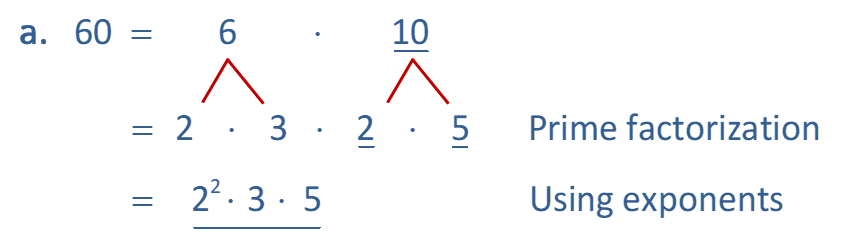 a. 60 = 6 · 10
= 2 · 3 · 2 · 5 Prime factorization
= 2² · 3 · 5 Using exponents